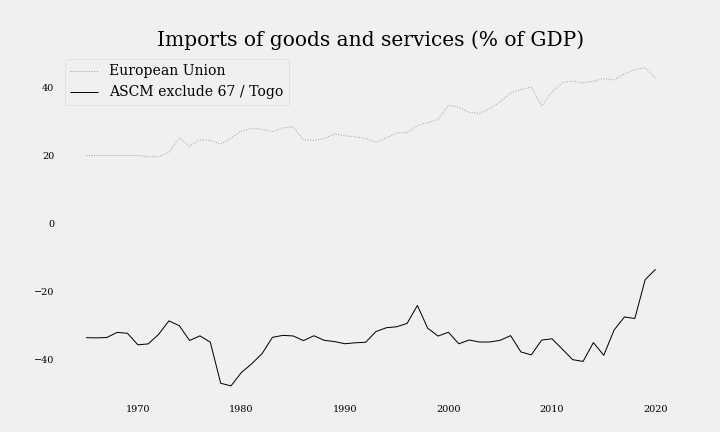 Imports of goods and services (% of GDP)
European Union
ASCM exclude 67 / Togo
40
20
0
−20
−40
1970 1980 1990 2000 2010 2020